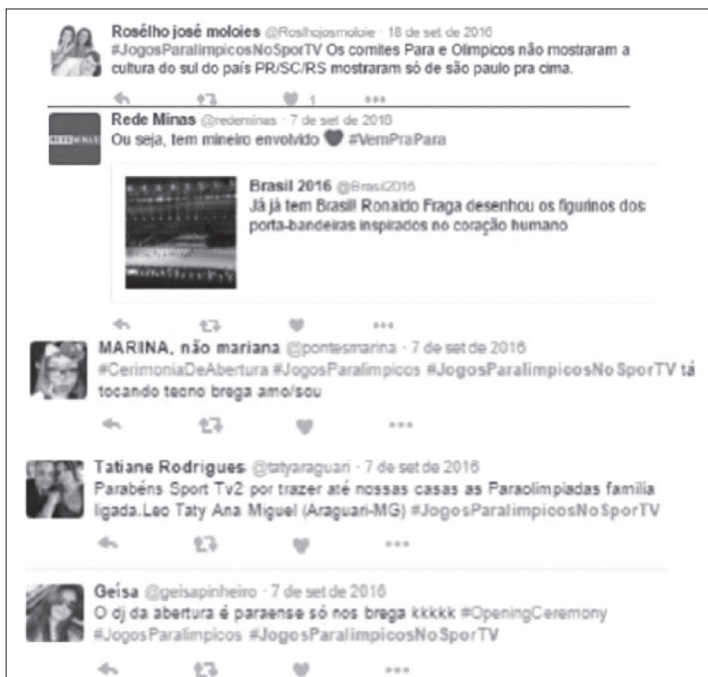 Rosélho josé moloies @Roslhojosmoloie · 18 de set de 2016
#JogosParalimpicosNoSporTV Os comites Para e Olimpicos não mostraram a
cultura do sul do país PR/SC/RS mostraram só de são paulo pra cima.
1
Rede Minas @redeminas · 7 de set de 2016
REDEMINAS
Ou seja, tem mineiro envolvido #VemPraPara
Brasil 2016 @Brasil2016
Já já tem Brasil! Ronaldo Fraga desenhou os figurinos dos
porta-bandeiras inspirados no coração humano
MARINA, não mariana @pontesmarina · 7 de set de 2016
#CerimoniaDeAbertura #JogosParalimpicos #JogosParalimpicosNoSporTV tá
tocando tecno brega amo/sou
Tatiane Rodrigues @tatyaraguari · 7 de set de 2016
Parabéns Sport Tv2 por trazer até nossas casas as Paraolimpiadas familia
ligada.Leo Taty Ana Miguel (Araguari-MG) #JogosParalimpicosNoSporTV
Geísa @geisapinheiro · 7 de set de 2016
O dj da abertura é paraense só nos brega kkkkk #OpeningCeremony
#JogosParalimpicos #JogosParalimpicosNoSporTV